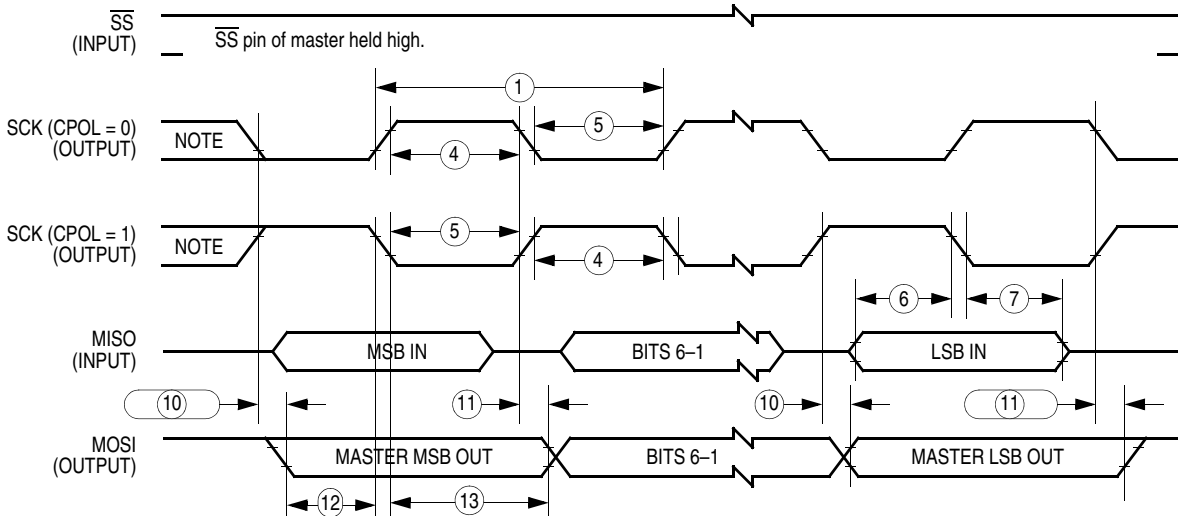 SS
(INPUT)
SS pin of master held high.
1
SCK (CPOL = 0)
(OUTPUT)
NOTE
5
4
SCK (CPOL = 1)
(OUTPUT)
NOTE
5
4
6
7
MISO
(INPUT)
MSB IN
BITS 6–1
LSB IN
10
11
10
11
MOSI
(OUTPUT)
MASTER MSB OUT
BITS 6–1
MASTER LSB OUT
12
13